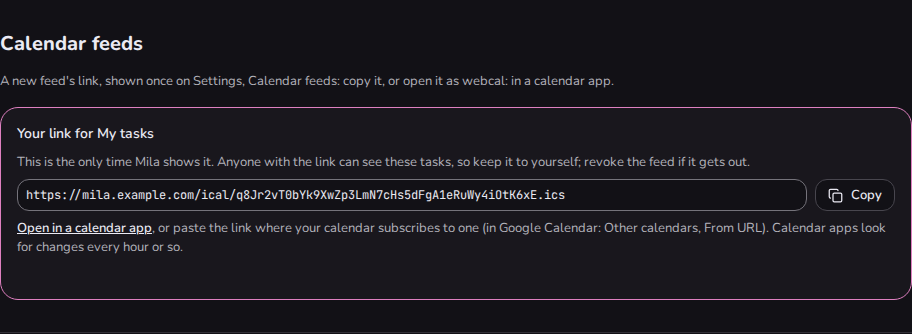 Calendar feeds
A new feed's link, shown once on Settings, Calendar feeds: copy it, or open it as webcal: in a calendar app.
Your link for My tasks
This is the only time Mila shows it. Anyone with the link can see these tasks, so keep it to yourself; revoke the feed if it gets out.
https://mila.example.com/ical/q8Jr2vT0bYk9XwZp3LmN7cHs5dFgA1eRuWy4iOtK6xE.ics
Copy
Open in a calendar app, or paste the link where your calendar subscribes to one (in Google Calendar: Other calendars, From URL). Calendar apps look
for changes every hour or so.